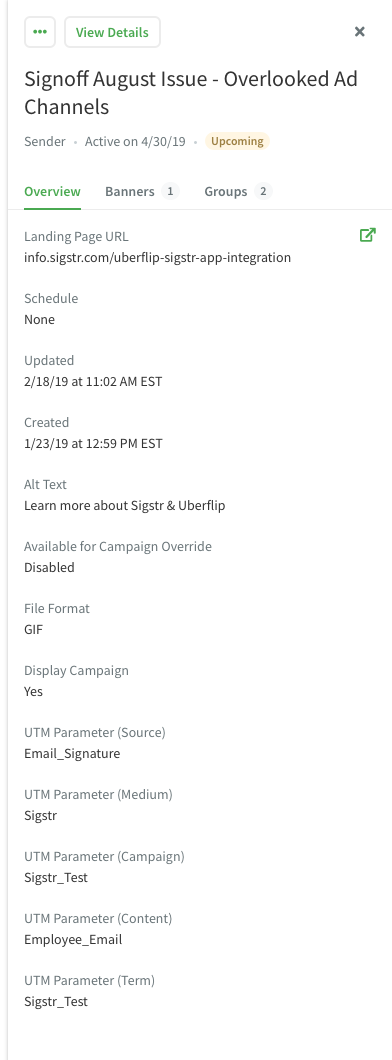 ••• View Details
Signoff August Issue - Overlooked Ad
Channels
Sender • Active on 4/30/19 • Upcoming
Overview Banners 1 Groups 2
Landing Page URL
info.sigstr.com/uberflip-sigstr-app-integration
Schedule
None
Updated
2/18/19 at 11:02 AM EST
Created
1/23/19 at 12:59 PM EST
Alt Text
Learn more about Sigstr & Uberflip
Available for Campaign Override
Disabled
File Format
GIF
Display Campaign
Yes
UTM Parameter (Source)
Email_Signature
UTM Parameter (Medium)
Sigstr
UTM Parameter (Campaign)
Sigstr_Test
UTM Parameter (Content)
Employee_Email
UTM Parameter (Term)
Sigstr_Test